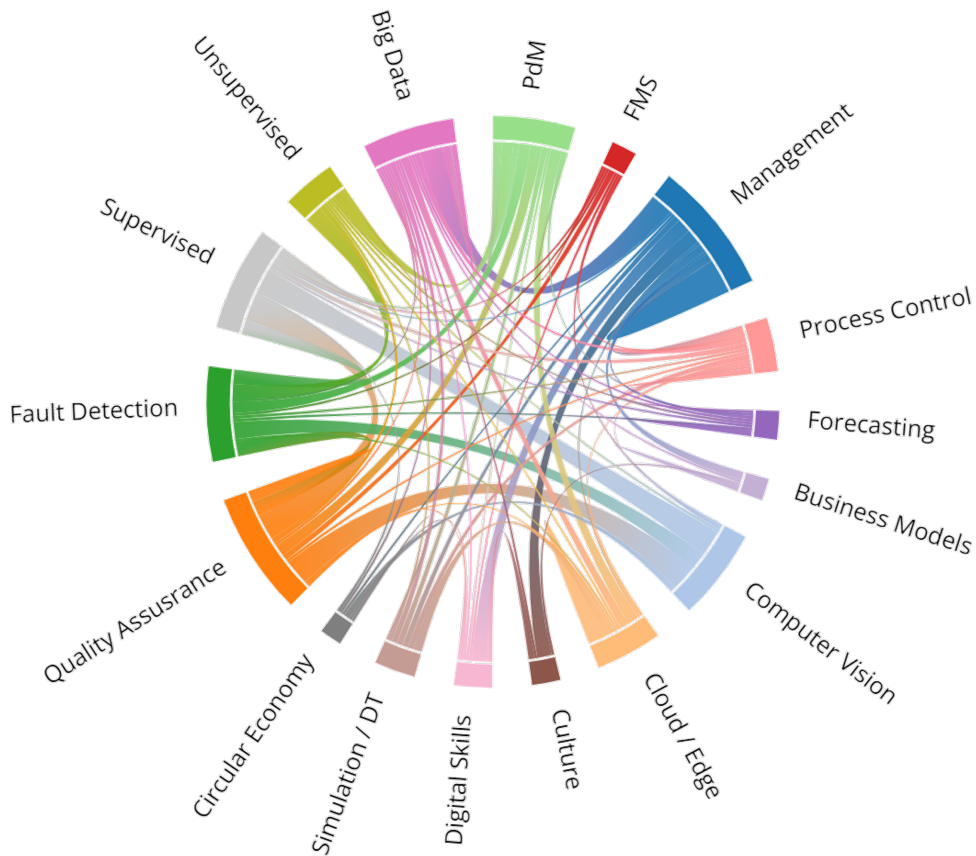 Big Data
PdM
FMS
Management
Process Control
Forecasting
Business Models
Computer Vision
Cloud / Edge
Culture
Digital Skills
Simulation / DT
Circular Economy
Quality Assusrance
Fault Detection
Supervised
Unsupervised